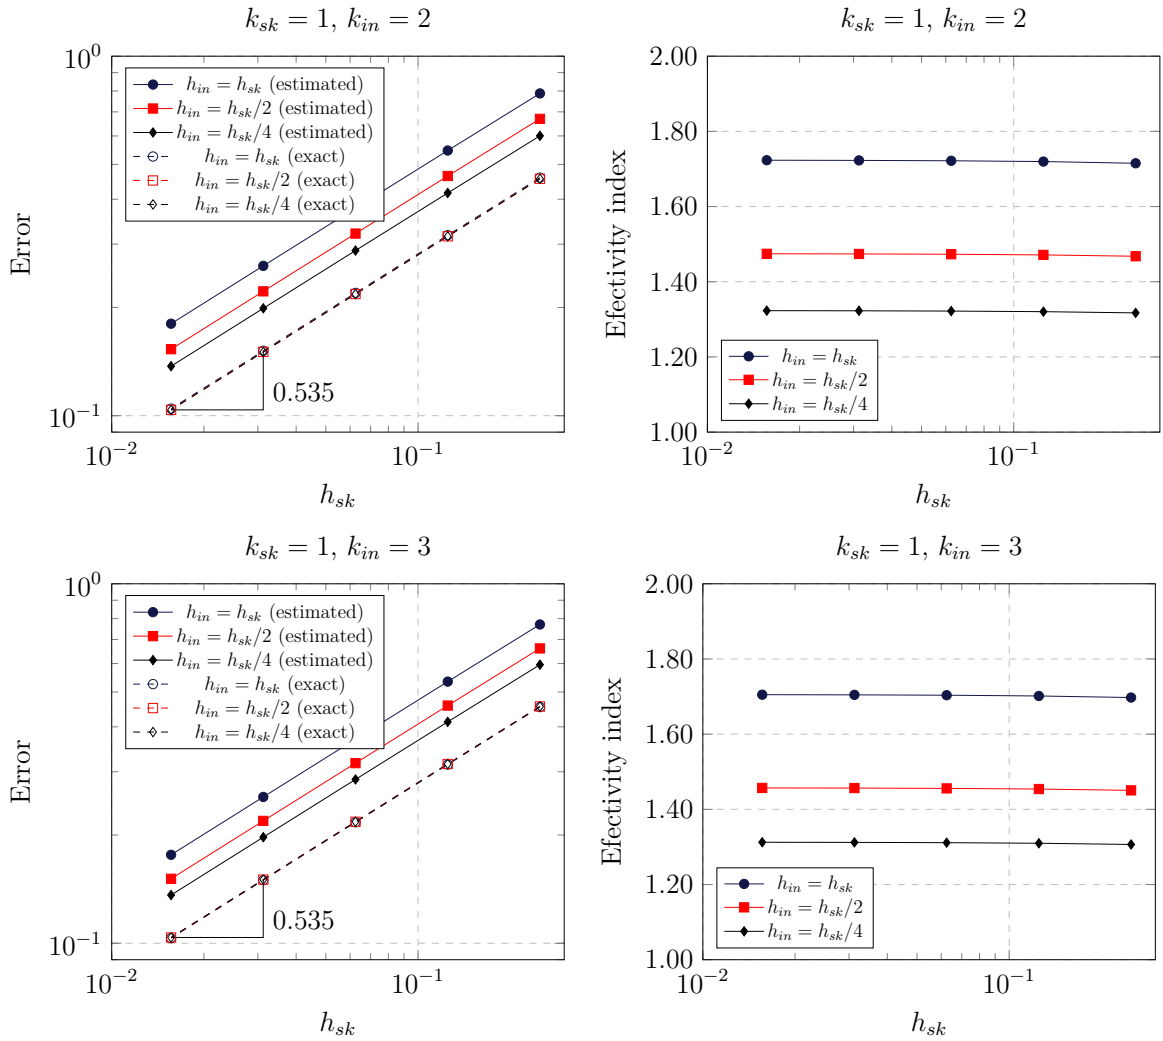 k_sk = 1, k_in = 2
10^0
10^−1
Error
h_in = h_sk (estimated)
h_in = h_sk/2 (estimated)
h_in = h_sk/4 (estimated)
h_in = h_sk (exact)
h_in = h_sk/2 (exact)
h_in = h_sk/4 (exact)
0.535
10^−2
10^−1
h_sk
k_sk = 1, k_in = 2
2.00
1.80
1.60
1.40
1.20
1.00
Efectivity index
h_in = h_sk
h_in = h_sk/2
h_in = h_sk/4
10^−2
10^−1
h_sk
k_sk = 1, k_in = 3
10^0
10^−1
Error
h_in = h_sk (estimated)
h_in = h_sk/2 (estimated)
h_in = h_sk/4 (estimated)
h_in = h_sk (exact)
h_in = h_sk/2 (exact)
h_in = h_sk/4 (exact)
0.535
10^−2
10^−1
h_sk
k_sk = 1, k_in = 3
2.00
1.80
1.60
1.40
1.20
1.00
Efectivity index
h_in = h_sk
h_in = h_sk/2
h_in = h_sk/4
10^−2
10^−1
h_sk